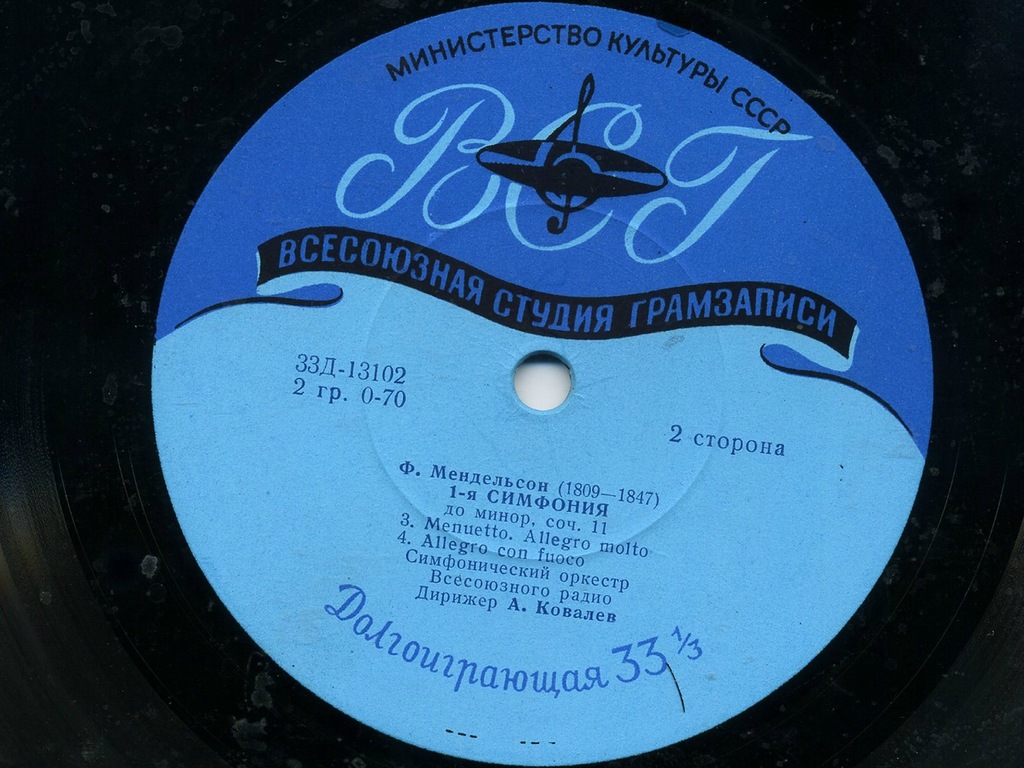 МИНИСТЕРСТВО КУЛЬТУРЫ СССР
ВСГ
ВСЕСОЮЗНАЯ СТУДИЯ ГРАМЗАПИСИ
33Д-13102
2 гр. 0-70
2 сторона
Ф. Мендельсон (1809—1847)
1-я СИМФОНИЯ
до минор, соч. 11
3. Menuetto. Allegro molto
4. Allegro con fuoco
Симфонический оркестр
Всесоюзного радио
Дирижер А. Ковалев
Долгоиграющая 33 1/3